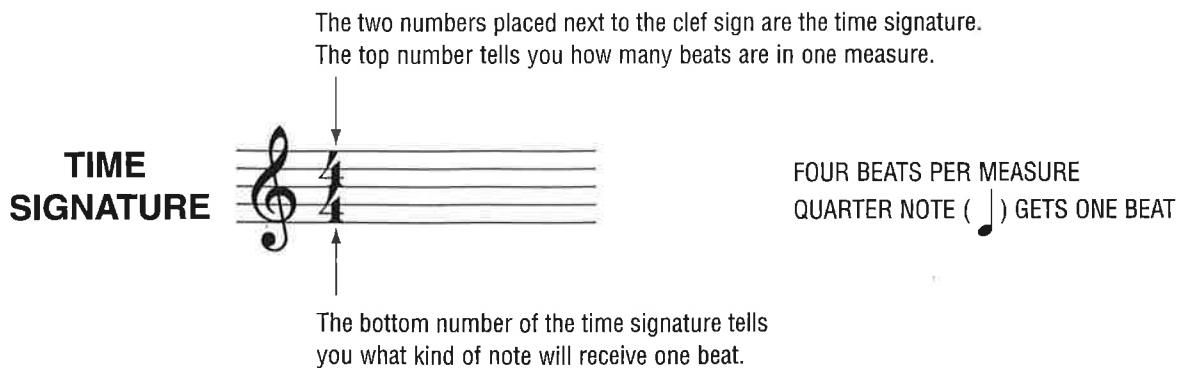 The two numbers placed next to the clef sign are the time signature.
The top number tells you how many beats are in one measure.
TIME
SIGNATURE
4
4
FOUR BEATS PER MEASURE
QUARTER NOTE ( ♩ ) GETS ONE BEAT
The bottom number of the time signature tells
you what kind of note will receive one beat.